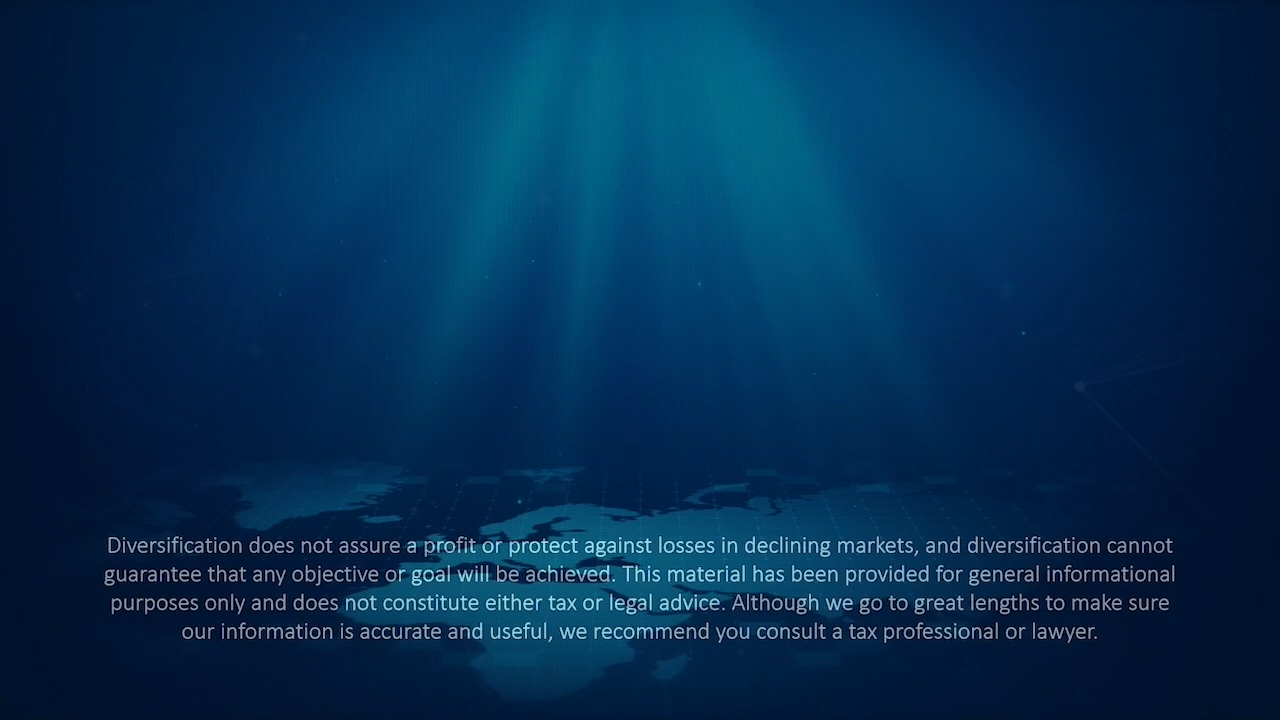 Diversification does not assure a profit or protect against losses in declining markets, and diversification cannot
guarantee that any objective or goal will be achieved. This material has been provided for general informational
purposes only and does not constitute either tax or legal advice. Although we go to great lengths to make sure
our information is accurate and useful, we recommend you consult a tax professional or lawyer.